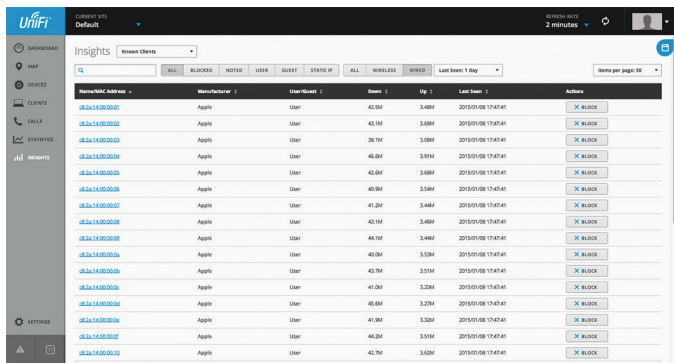 UniFi
CURRENT SITE
Default
REFRESH RATE
2 minutes
DASHBOARD
MAP
DEVICES
CLIENTS
CALLS
STATISTICS
INSIGHTS
SETTINGS
Insights Known Clients
ALL BLOCKED NOTED USER GUEST STATIC IP ALL WIRELESS WIRED Last Seen: 1 Day Items per page: 50
Name/MAC Address Manufacturer User/Guest Down Up Last Seen Actions
c8:2a:14:00:00:01 Apple User 42.5M 3.48M 2015/01/08 17:47:41 BLOCK
c8:2a:14:00:00:02 Apple User 43.1M 3.68M 2015/01/08 17:47:41 BLOCK
c8:2a:14:00:00:03 Apple User 38.1M 3.09M 2015/01/08 17:47:41 BLOCK
c8:2a:14:00:00:04 Apple User 46.6M 3.91M 2015/01/08 17:47:41 BLOCK
c8:2a:14:00:00:05 Apple User 42.6M 3.68M 2015/01/08 17:47:41 BLOCK
c8:2a:14:00:00:06 Apple User 40.9M 3.54M 2015/01/08 17:47:41 BLOCK
c8:2a:14:00:00:07 Apple User 41.2M 3.44M 2015/01/08 17:47:41 BLOCK
c8:2a:14:00:00:08 Apple User 43.1M 3.46M 2015/01/08 17:47:41 BLOCK
c8:2a:14:00:00:09 Apple User 44.1M 3.44M 2015/01/08 17:47:41 BLOCK
c8:2a:14:00:00:0a Apple User 40.0M 3.53M 2015/01/08 17:47:41 BLOCK
c8:2a:14:00:00:0b Apple User 43.7M 3.51M 2015/01/08 17:47:41 BLOCK
c8:2a:14:00:00:0c Apple User 41.0M 3.20M 2015/01/08 17:47:41 BLOCK
c8:2a:14:00:00:0d Apple User 45.6M 3.27M 2015/01/08 17:47:41 BLOCK
c8:2a:14:00:00:0e Apple User 41.9M 3.32M 2015/01/08 17:47:41 BLOCK
c8:2a:14:00:00:0f Apple User 44.2M 3.51M 2015/01/08 17:47:41 BLOCK
c8:2a:14:00:00:10 Apple User 42.7M 3.62M 2015/01/08 17:47:41 BLOCK